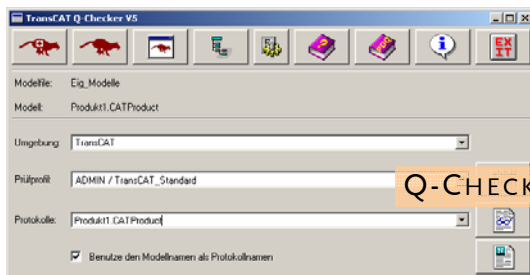 TransCAT Q-Checker V5
EXIT
Modelfile: Eig_Modelle
Modell: Produkt1.CATProduct
Umgebung: TransCAT
Prüfprofil: ADMIN / TransCAT_Standard
Q-CHECK
Protokolle: Produkt1.CATProduct
Benutze den Modellnamen als Protokollnamen